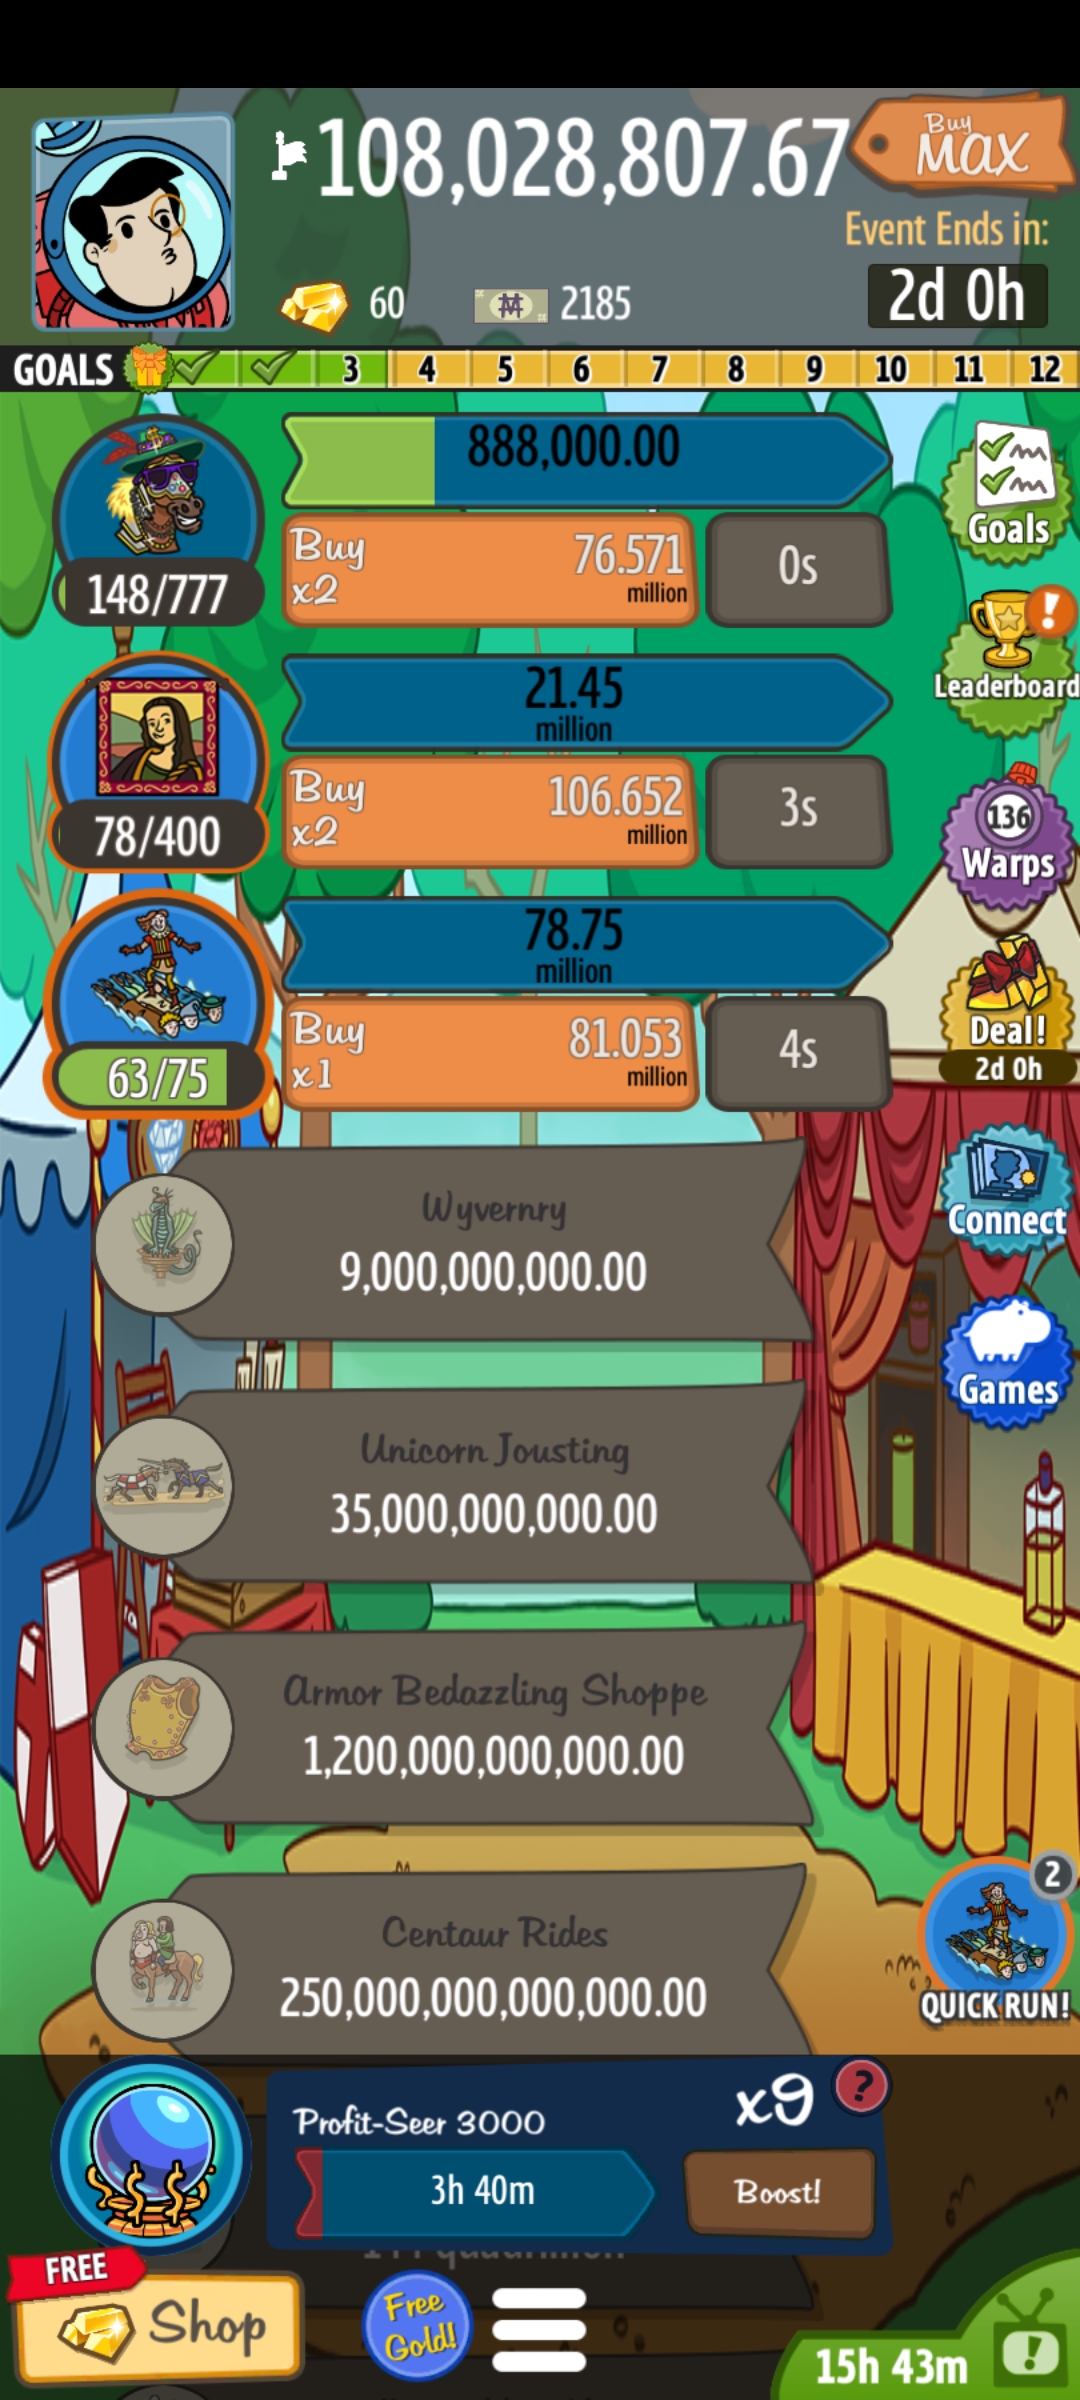 108,028,807.67
Buy
MAX
Event Ends in:
2d 0h
60
2185
GOALS 3 4 5 6 7 8 9 10 11 12
888,000.00
Buy
x2
76.571
million
0s
148/777
Goals
21.45
million
Buy
x2
106.652
million
3s
78/400
!
Leaderboard
136
Warps
78.75
million
Buy
x1
81.053
million
4s
63/75
Deal!
2d 0h
Wyvernry
9,000,000,000.00
Connect
Unicorn Jousting
35,000,000,000.00
Games
Armor Bedazzling Shoppe
1,200,000,000,000.00
Centaur Rides
250,000,000,000,000.00
2
QUICK RUN!
Profit-Seer 3000
x9
?
3h 40m
Boost!
FREE
Shop
Free
Gold!
15h 43m
!